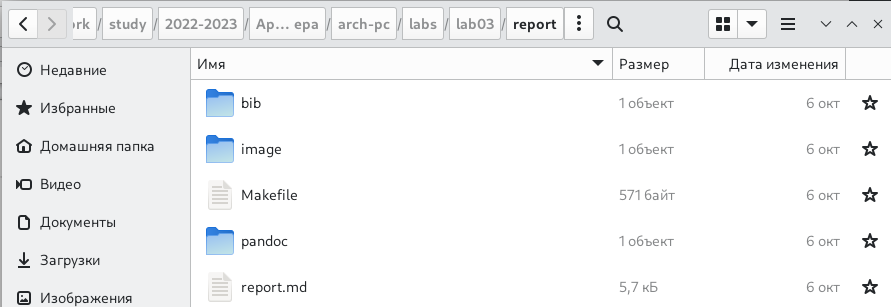 ork / study / 2022-2023 / Ap… epa / arch-pc / labs / lab03 / report
Недавние
Избранные
Домашняя папка
Видео
Документы
Загрузки
Изображения
Имя Размер Дата изменения
bib 1 объект 6 окт
image 1 объект 6 окт
Makefile 571 байт 6 окт
pandoc 1 объект 6 окт
report.md 5,7 кБ 6 окт